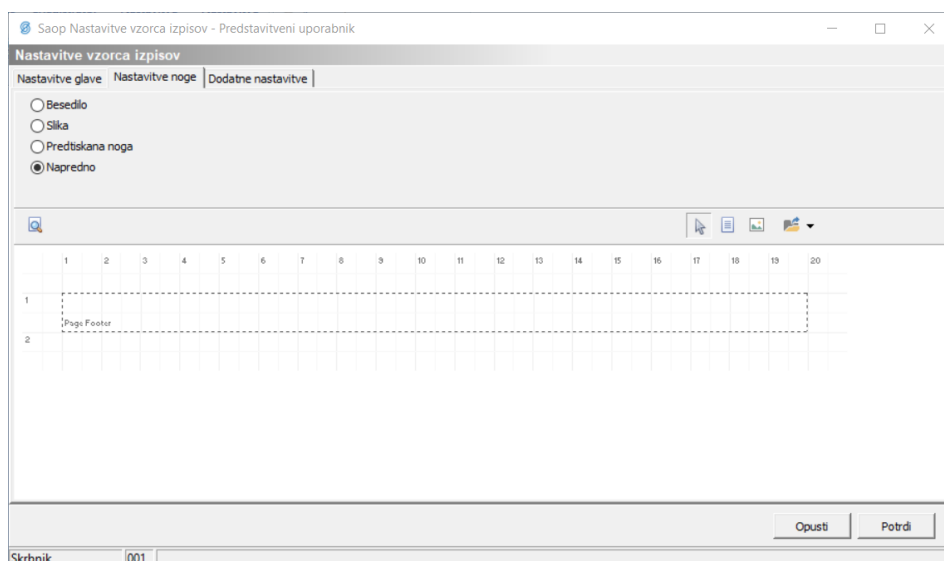 Saop Nastavitve vzorca izpisov - Predstavitveni uporabnik
Nastavitve vzorca izpisov
Nastavitve glave Nastavitve noge Dodatne nastavitve
Besedilo
Slika
Predtiskana noga
Napredno
1 2 3 4 5 6 7 8 9 10 11 12 13 14 15 16 17 18 19 20
1
Page Footer
2
Opusti Potrdi
Skrbnik 001